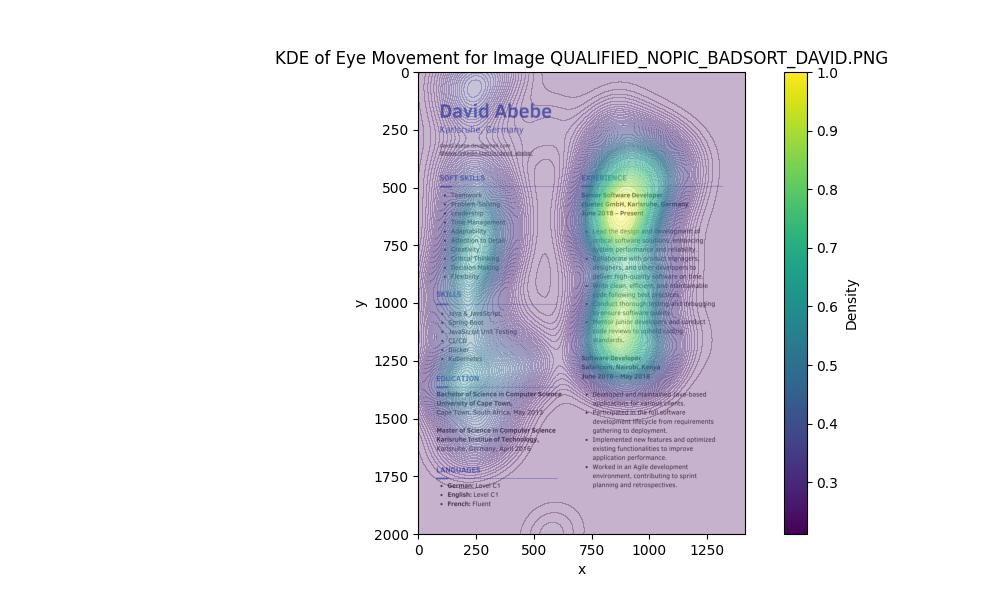 KDE of Eye Movement for Image QUALIFIED_NOPIC_BADSORT_DAVID.PNG
David Abebe
Karlsruhe, Germany
SOFT SKILLS
• Teamwork
• Problem-Solving
• Leadership
• Time Management
• Adaptability
• Attention to Detail
• Creativity
• Critical Thinking
• Decision Making
• Flexibility
SKILLS
• Java & JavaScript
• Spring Boot
• JavaScript Unit Testing
• CI/CD
• Docker
• Kubernetes
EDUCATION
Bachelor of Science in Computer Science
University of Cape Town,
Cape Town, South Africa, May 2013
Master of Science in Computer Science
Karlsruhe Institue of Technology,
Karlsruhe, Germany, April 2016
LANGUAGES
• German: Level C1
• English: Level C1
• French: Fluent
EXPERIENCE
Senior Software Developer
GmbH, Karlsruhe, Germany
June 2018 – Present
• Lead the design and development of
critical software solutions, enhancing
system performance and reliability.
• Collaborate with product managers,
designers, and other developers to
deliver high-quality software on time.
• Write clean, efficient, and maintainable
code following best practices.
• Conduct thorough testing and debugging
to ensure software quality.
• Mentor junior developers and conduct
code reviews to uphold coding
standards.
Software Developer
Safaricom, Nairobi, Kenya
June 2016 – May 2018
• Developed and maintained Java-based
applications for various clients.
• Participated in the full software
development lifecycle from requirements
gathering to deployment.
• Implemented new features and optimized
existing functionalities to improve
application performance.
• Worked in an Agile development
environment, contributing to sprint
planning and retrospectives.
0
250
500
750
1000
1250
1500
1750
2000
y
0 250 500 750 1000 1250
x
1.0
0.9
0.8
0.7
0.6
0.5
0.4
0.3
Density